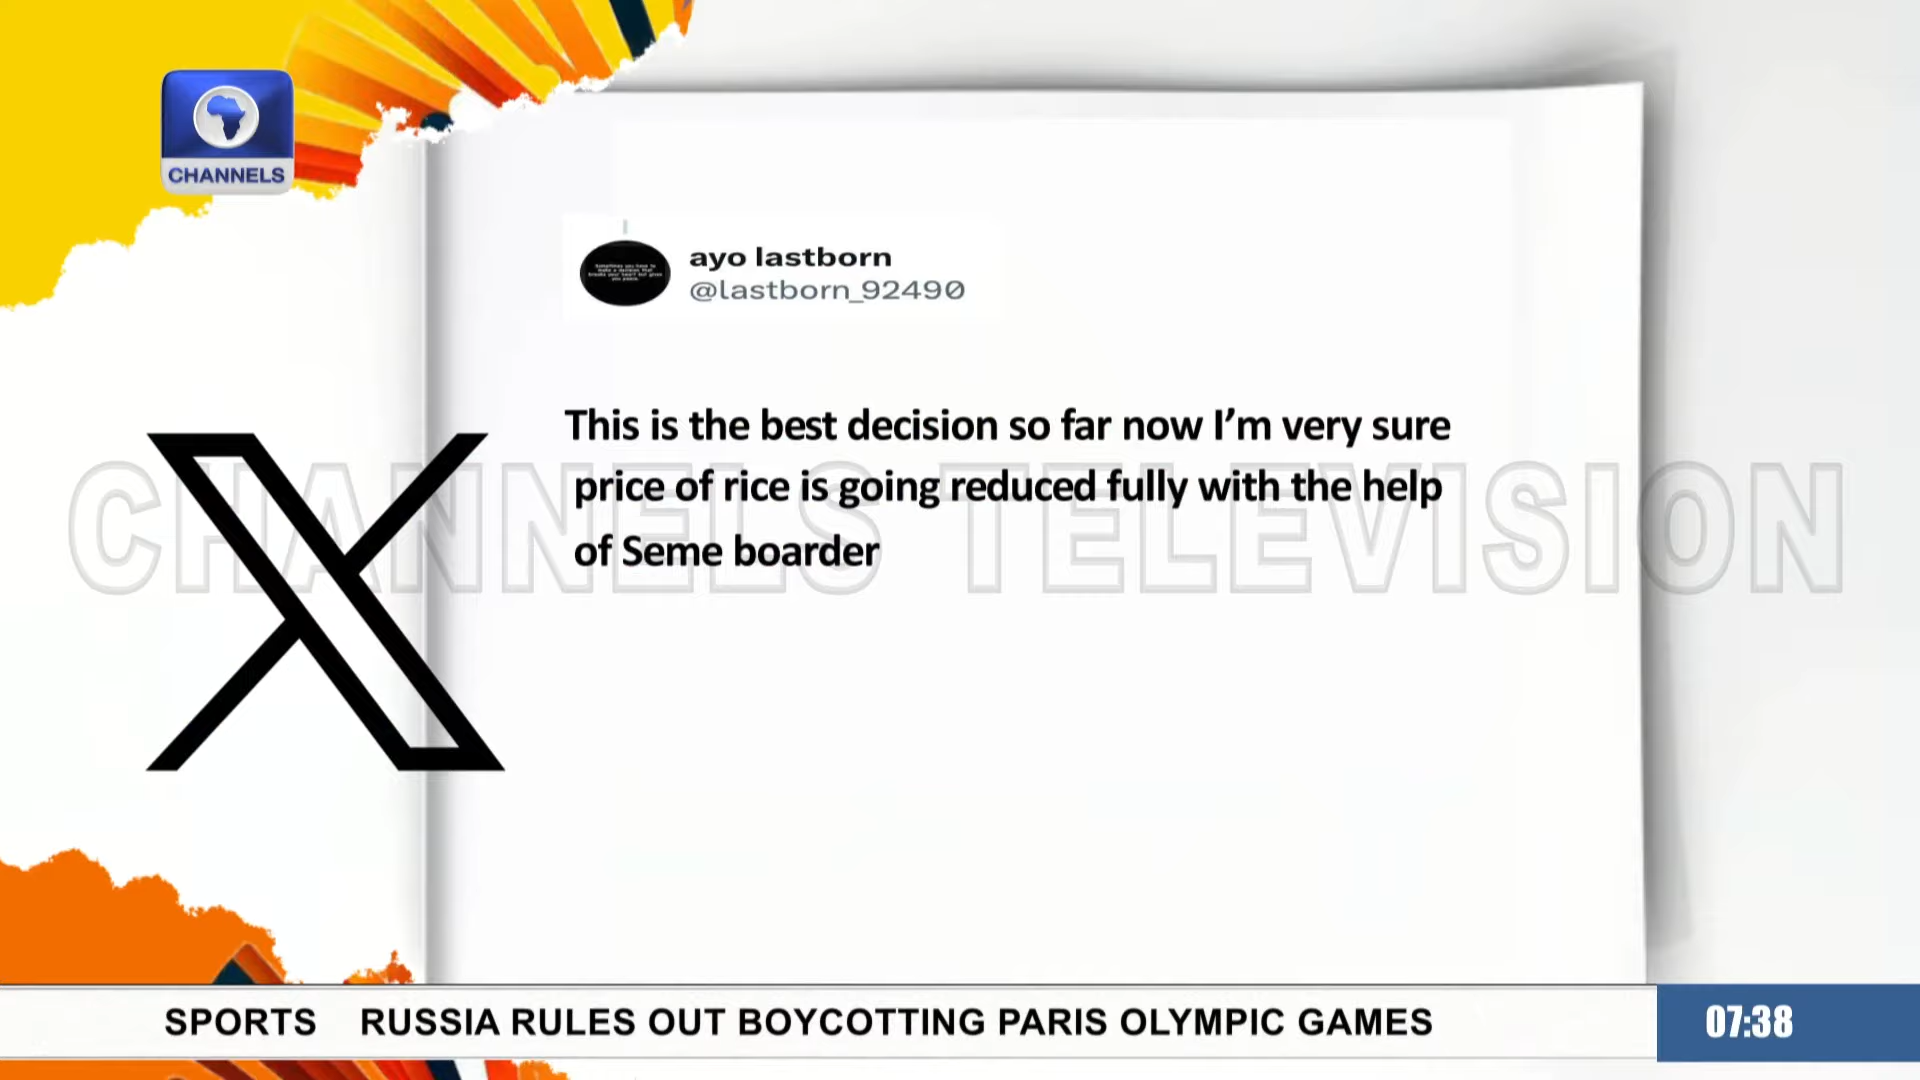 CHANNELS
ayo lastborn
@lastborn_92490
This is the best decision so far now I’m very sure
price of rice is going reduced fully with the help
of Seme boarder
CHANNELS TELEVISION
SPORTS RUSSIA RULES OUT BOYCOTTING PARIS OLYMPIC GAMES
07:38